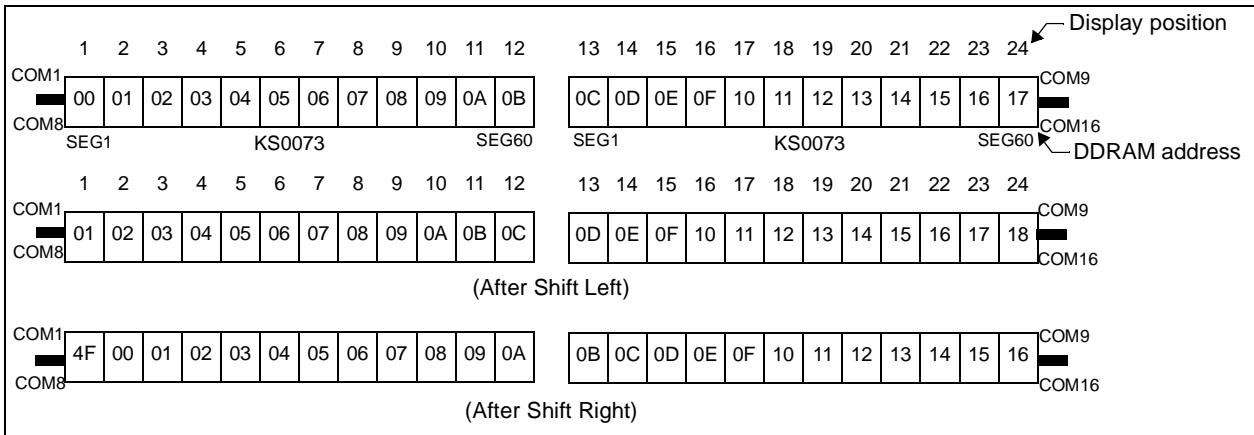 Display position
1 2 3 4 5 6 7 8 9 10 11 12 13 14 15 16 17 18 19 20 21 22 23 24
COM1 COM9
00 01 02 03 04 05 06 07 08 09 0A 0B 0C 0D 0E 0F 10 11 12 13 14 15 16 17
COM8 COM16
SEG1 KS0073 SEG60 SEG1 KS0073 SEG60
DDRAM address
1 2 3 4 5 6 7 8 9 10 11 12 13 14 15 16 17 18 19 20 21 22 23 24
COM1 COM9
01 02 03 04 05 06 07 08 09 0A 0B 0C 0D 0E 0F 10 11 12 13 14 15 16 17 18
COM8 COM16
(After Shift Left)
COM1 COM9
4F 00 01 02 03 04 05 06 07 08 09 0A 0B 0C 0D 0E 0F 10 11 12 13 14 15 16
COM8 COM16
(After Shift Right)